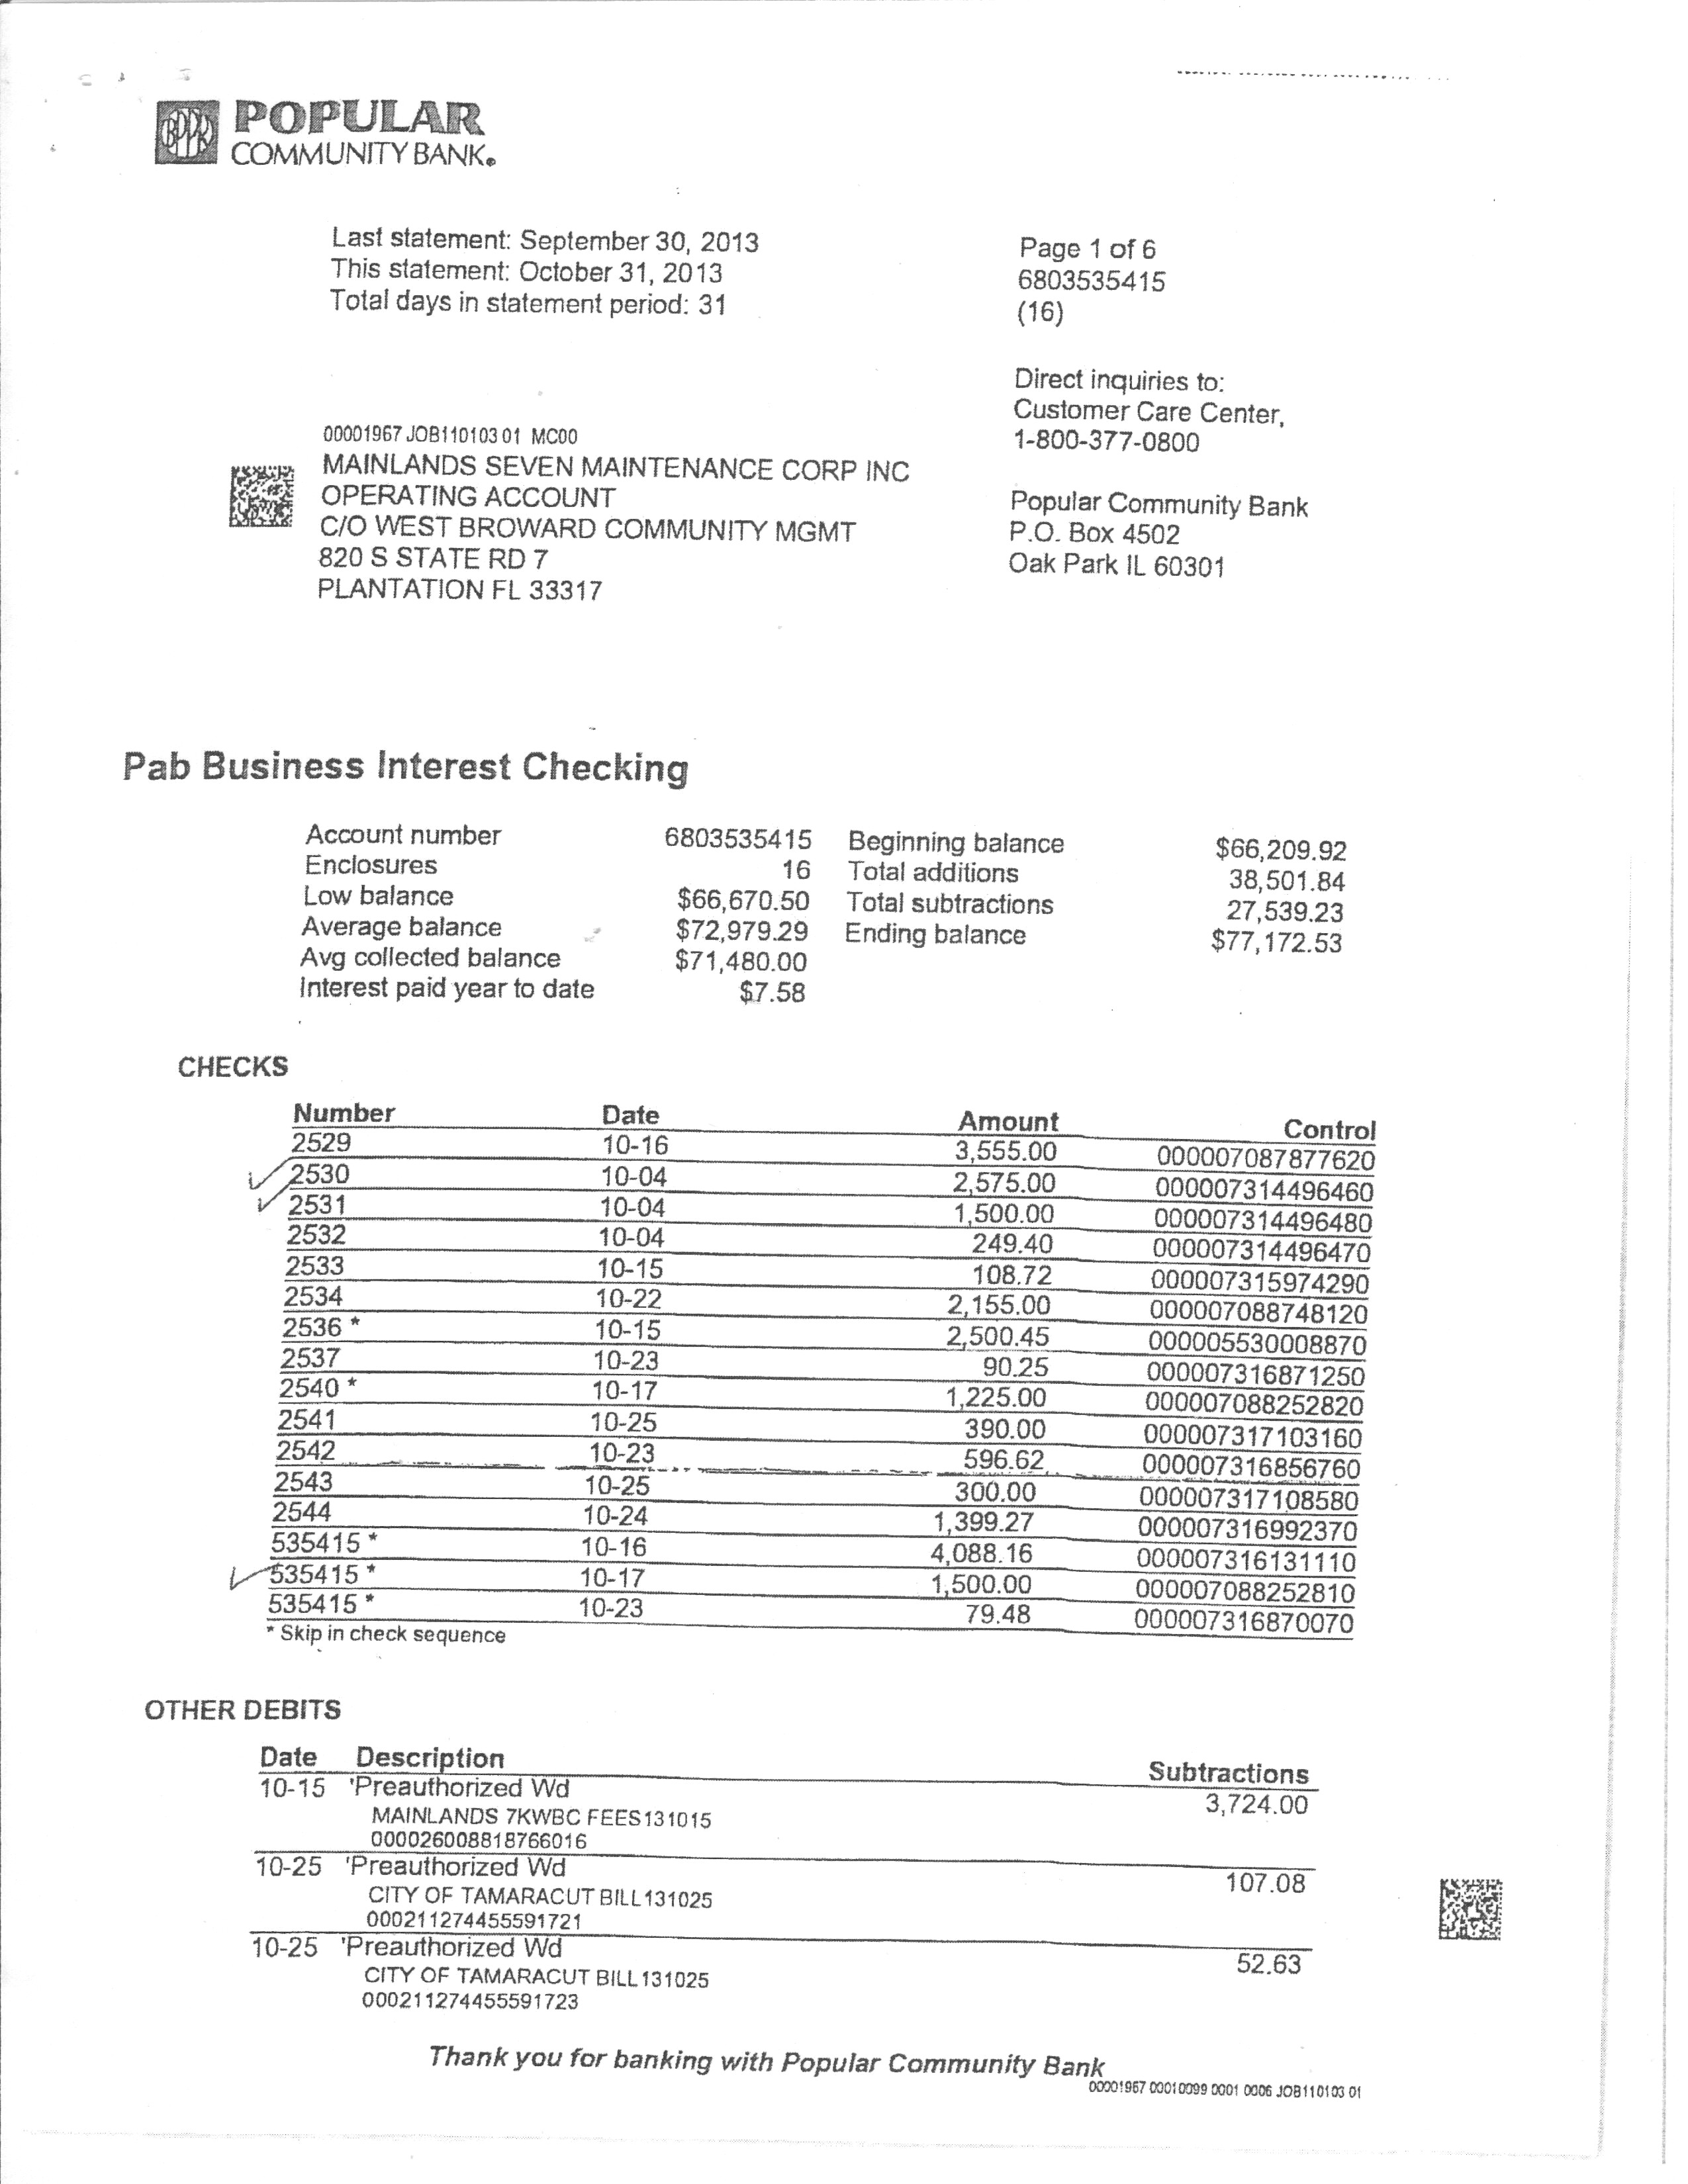 POPULAR
COMMUNITY BANK.
Last statement: September 30, 2013
This statement: October 31, 2013
Total days in statement period: 31
Page 1 of 6
6803535415
(16)
Direct inquiries to:
Customer Care Center,
1-800-377-0800
Popular Community Bank
P.O. Box 4502
Oak Park IL 60301
00001967 JOB110103 01 MC00
MAINLANDS SEVEN MAINTENANCE CORP INC
OPERATING ACCOUNT
C/O WEST BROWARD COMMUNITY MGMT
820 S STATE RD 7
PLANTATION FL 33317
Pab Business Interest Checking
Account number 6803535415 Beginning balance $66,209.92
Enclosures 16 Total additions 38,501.84
Low balance $66,670.50 Total subtractions 27,539.23
Average balance $72,979.29 Ending balance $77,172.53
Avg collected balance $71,480.00
Interest paid year to date $7.58
CHECKS
Number Date Amount Control
2529 10-16 3,555.00 000007087877620
2530 10-04 2,575.00 000007314496460
2531 10-04 1,500.00 000007314496480
2532 10-04 249.40 000007314496470
2533 10-15 108.72 000007315974290
2534 10-22 2,155.00 000007088748120
2536 * 10-15 2,500.45 000005530008870
2537 10-23 90.25 000007316871250
2540 * 10-17 1,225.00 000007088252820
2541 10-25 390.00 000007317103160
2542 10-23 596.62 000007316856760
2543 10-25 300.00 000007317108580
2544 10-24 1,399.27 000007316992370
535415 * 10-16 4,088.16 000007316131110
535415 * 10-17 1,500.00 000007088252810
535415 * 10-23 79.48 000007316870070
* Skip in check sequence
OTHER DEBITS
Date Description Subtractions
10-15 'Preauthorized Wd 3,724.00
MAINLANDS 7KWBC FEES131015
000026008818766016
10-25 'Preauthorized Wd 107.08
CITY OF TAMARACUT BILL131025
000211274455591721
10-25 'Preauthorized Wd 52.63
CITY OF TAMARACUT BILL131025
000211274455591723
Thank you for banking with Popular Community Bank
00001967 00010099 0001 0006 JOB110103 01